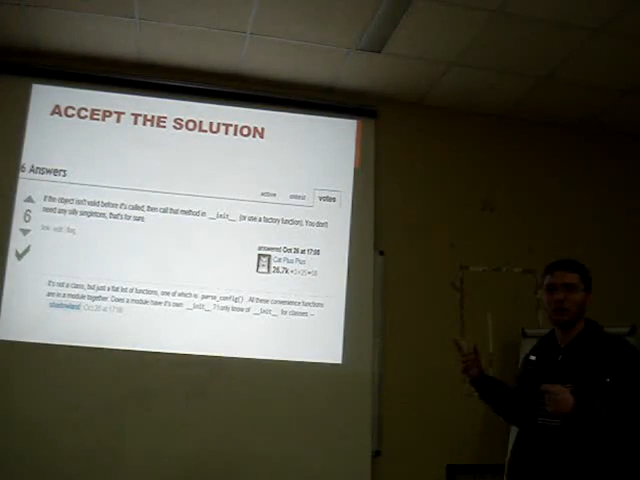 ACCEPT THE SOLUTION
6 Answers
active oldest votes
6
If the object isn't valid before it's called, then call that method in __init__ (or use a factory function). You don't
need any silly singletons, that's for sure.
link edit flag
answered Oct 26 at 17:05
Cat Plus Plus
26.7k
It's not a class, but just a flat list of functions, one of which is parse_config(). All these convenience functions
are in a module together. Does a module have it's own __init__? I only know of __init__ for classes. –
Oct 26 at 17:08